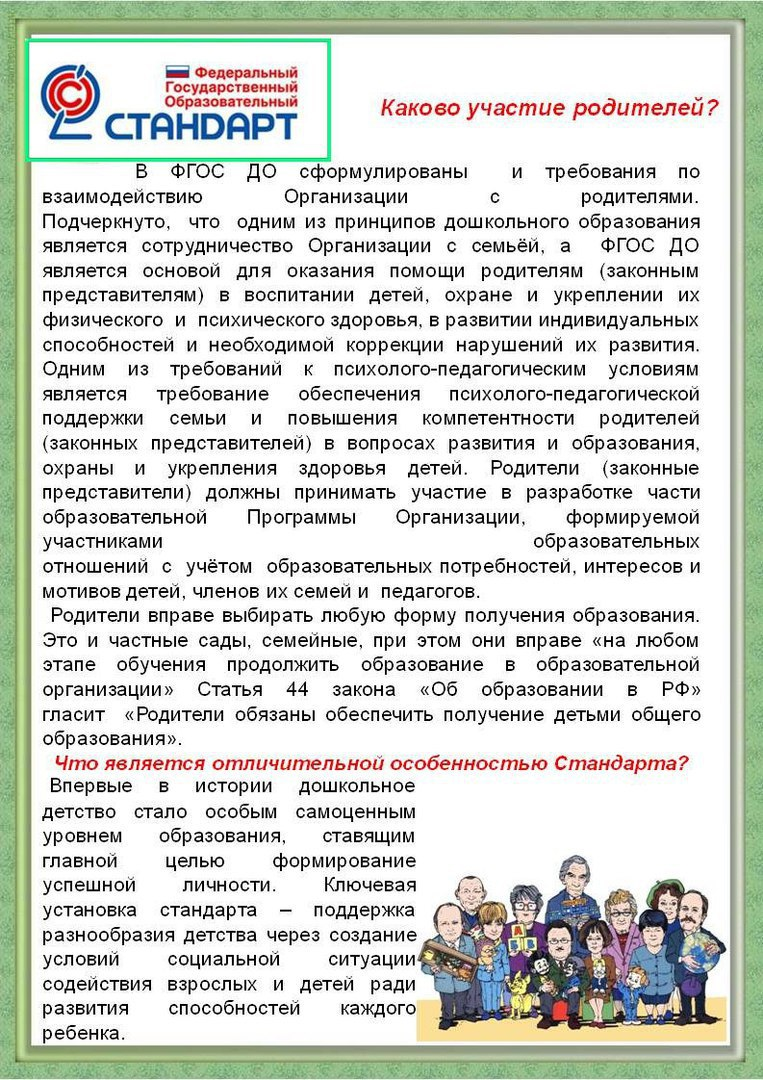 Федеральный
Государственный
Образовательный
СТАНДАРТ
Каково участие родителей?
В ФГОС ДО сформулированы и требования по
взаимодействию Организации с родителями.
Подчеркнуто, что одним из принципов дошкольного образования
является сотрудничество Организации с семьёй, а ФГОС ДО
является основой для оказания помощи родителям (законным
представителям) в воспитании детей, охране и укреплении их
физического и психического здоровья, в развитии индивидуальных
способностей и необходимой коррекции нарушений их развития.
Одним из требований к психолого-педагогическим условиям
является требование обеспечения психолого-педагогической
поддержки семьи и повышения компетентности родителей
(законных представителей) в вопросах развития и образования,
охраны и укрепления здоровья детей. Родители (законные
представители) должны принимать участие в разработке части
образовательной Программы Организации, формируемой
участниками образовательных
отношений с учётом образовательных потребностей, интересов и
мотивов детей, членов их семей и педагогов.
Родители вправе выбирать любую форму получения образования.
Это и частные сады, семейные, при этом они вправе «на любом
этапе обучения продолжить образование в образовательной
организации» Статья 44 закона «Об образовании в РФ»
гласит «Родители обязаны обеспечить получение детьми общего
образования».
Что является отличительной особенностью Стандарта?
Впервые в истории дошкольное
детство стало особым самоценным
уровнем образования, ставящим
главной целью формирование
успешной личности. Ключевая
установка стандарта – поддержка
разнообразия детства через создание
условий социальной ситуации
содействия взрослых и детей ради
развития способностей каждого
ребенка.
А
Б В